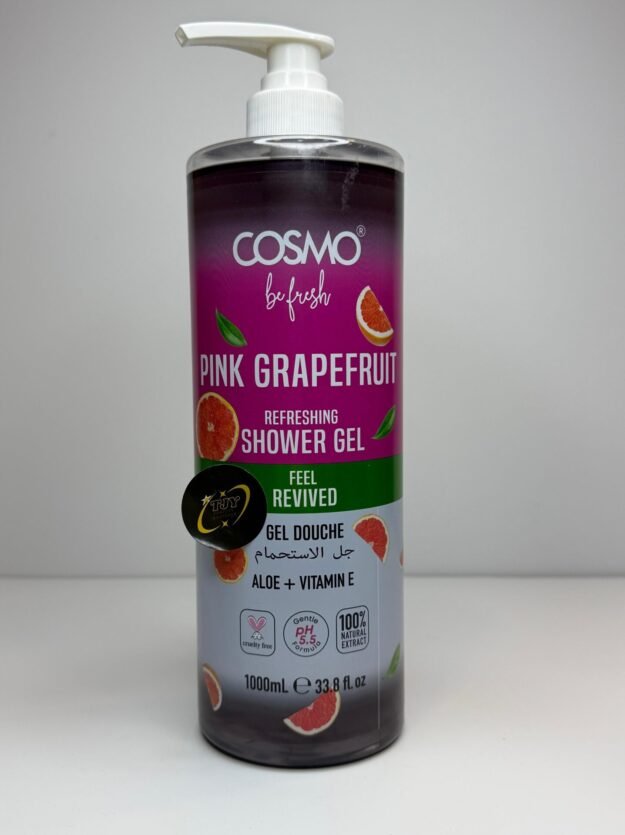 COSMO®
be fresh
PINK GRAPEFRUIT
REFRESHING
SHOWER GEL
FEEL
REVIVED
TJY
GEL DOUCHE
جل الاستحمام
ALOE + VITAMIN E
cruelty free
Gentle
pH
5.5
Formula
100%
NATURAL
EXTRACT
1000mL ℮ 33.8 fl. oz